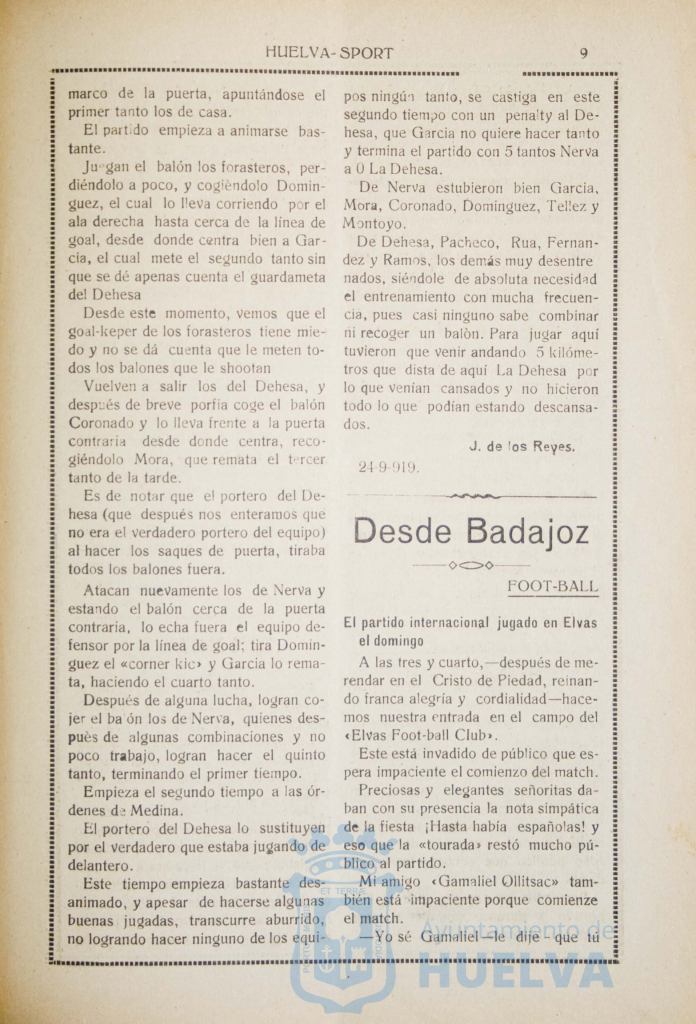 HUELVA-SPORT
9
marco de la puerta, apuntándose el
primer tanto los de casa.
El partido empieza a animarse bas-
tante.
Juegan el balón los forasteros, per-
diéndolo a poco, y cogièndolo Domin-
guez, el cual lo lleva corriendo por el
ala derecha hasta cerca de la línea de
goal, desde donde centra bien a Gar-
cia, el cual mete el segundo tanto sin
que se dé apenas cuenta el guardameta
del Dehesa
Desde este momento, vemos que el
goal-keper de los forasteros tiene mie-
do y no se dá cuenta que le meten to-
dos los balones que le shootan
Vuelven a salir los del Dehesa, y
después de breve porfia coge el balón
Coronado y lo lleva frente a la puerta
contraria desde donde centra, reco-
giéndolo Mora, que remata el tercer
tanto de la tarde.
Es de notar que el portero del De-
hesa (que después nos enteramos que
no era el verdadero portero del equipo)
al hacer los saques de puerta, tiraba
todos los balones fuera.
Atacan nuevamente los de Nerva y
estando el balón cerca de la puerta
contraria, lo echa fuera el equipo de-
fensor por la línea de goal; tira Domin-
guez el «corner kic» y Garcia lo rema-
ta, haciendo el cuarto tanto.
Después de alguna lucha, logran co-
jer el ba ón los de Nerva, quienes des-
puès de algunas combinaciones y no
poco trabajo, logran hacer el quinto
tanto, terminando el primer tiempo.
Empieza el segundo tiempo a las ór-
denes de Medina.
El portero del Dehesa lo sustituyen
por el verdadero que estaba jugando de
delantero.
Este tiempo empieza bastante des-
animado, y apesar de hacerse algunas
buenas jugadas, transcurre aburrido,
no logrando hacer ninguno de los equi-
pos ningún tanto, se castiga en este
segundo tiempo con un penalty al De-
hesa, que Garcia no quiere hacer tanto
y termina el partido con 5 tantos Nerva
a 0 La Dehesa.
De Nerva estubieron bien Garcia,
Mora, Coronado, Domínguez, Tellez y
Montoyo.
De Dehesa, Pacheco, Rua, Fernan-
dez y Ramos, los demás muy desentre
nados, siéndole de absoluta necesidad
el entrenamiento con mucha frecuen-
cia, pues casi ninguno sabe combinar
ni recoger un balòn. Para jugar aqui
tuvieron que venir andando 5 kilóme-
tros que dista de aquí La Dehesa por
lo que venían cansados y no hicieron
todo lo que podían estando descansa-
dos.
J. de los Reyes.
24-9-919.
Desde Badajoz
FOOT-BALL
El partido internacional jugado en Elvas
el domingo
A las tres y cuarto,—después de me-
rendar en el Cristo de Piedad, reinan-
do franca alegría y cordialidad—hace-
mos nuestra entrada en el campo del
«Elvas Foot-ball Club».
Este está invadido de público que es-
pera impaciente el comienzo del match.
Preciosas y elegantes señoritas da-
ban con su presencia la nota simpática
de la fiesta ¡Hasta había españolas! y
eso que la «tourada» restó mucho pú-
blico al partido.
Mi amigo «Gamaliel Ollitsac» tam-
bién está impaciente porque comienze
el match.
—Yo sé Gamaliel—le dije-que tú
Ayuntamiento de
HUELVA